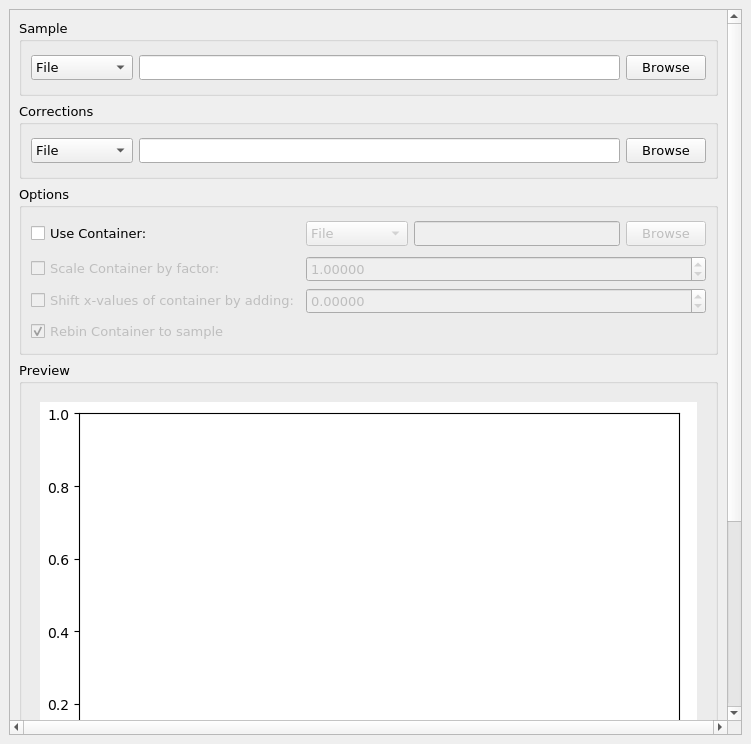 Sample
File Browse
Corrections
File Browse
Options
Use Container: File Browse
Scale Container by factor: 1.00000
Shift x-values of container by adding: 0.00000
Rebin Container to sample
Preview
1.0
0.8
0.6
0.4
0.2